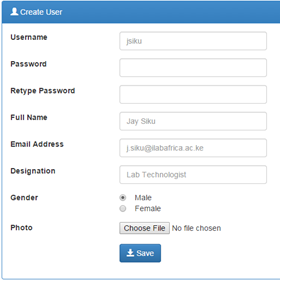 Create User
Username jsiku
Password
Retype Password
Full Name Jay Siku
Email Address j.siku@ilabafrica.ac.ke
Designation Lab Technologist
Gender Male
Female
Photo Choose File No file chosen
Save